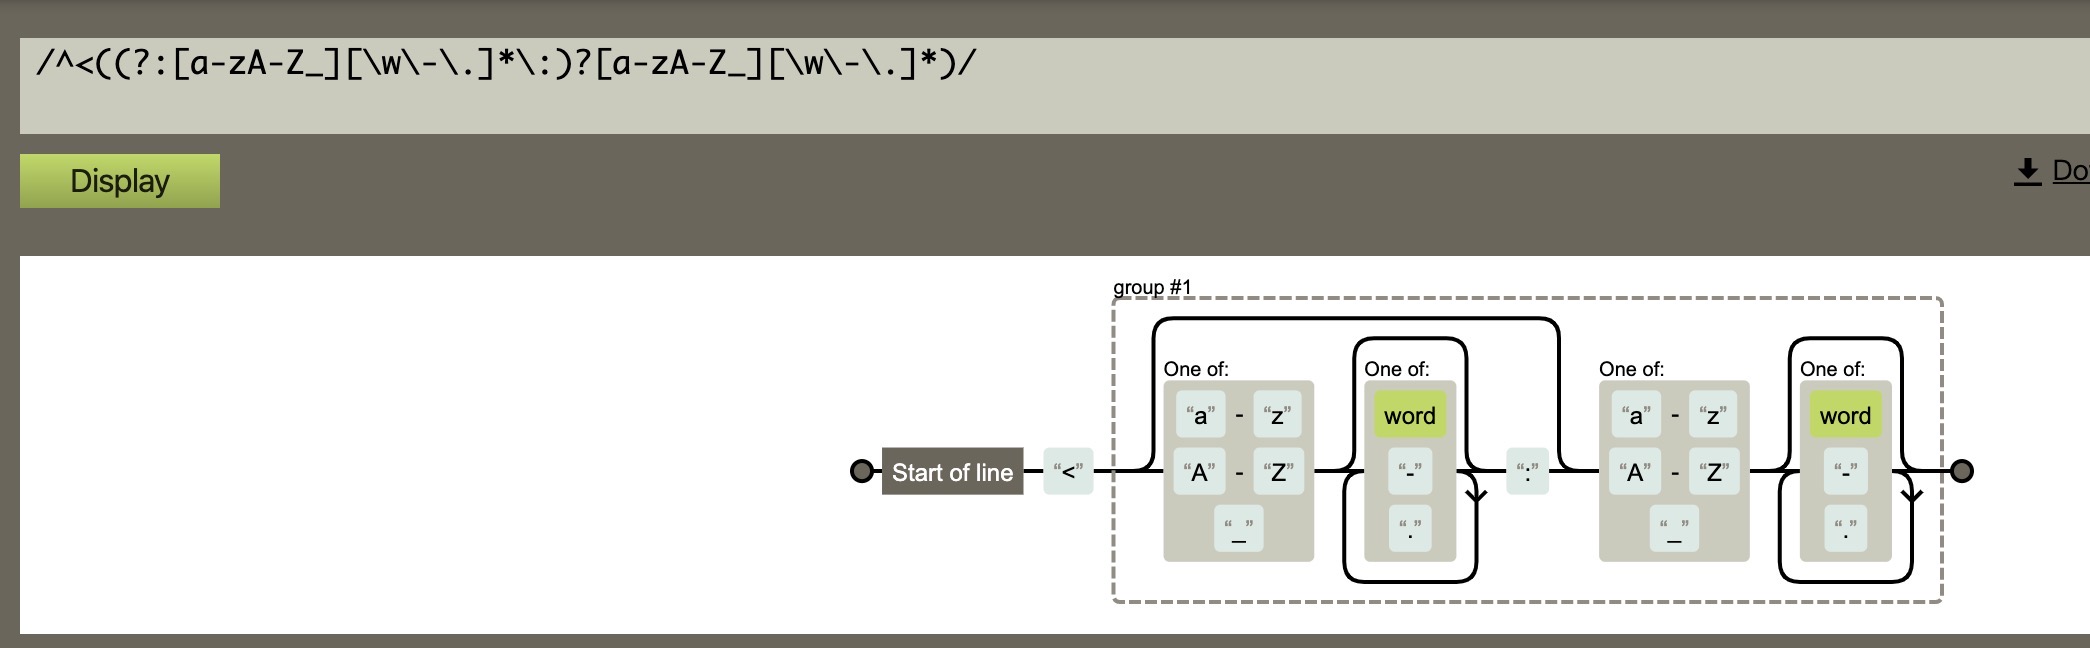 /^<((?:[a-zA-Z_][\w\-\.]*\:)?[a-zA-Z_][\w\-\.]*)/
Display
Do
group #1
One of: One of: One of: One of:
“a” - “z” word “a” - “z” word
Start of line “<” “A” - “Z” “-” “:” “A” - “Z” “-”
“_” “.” “_” “.”